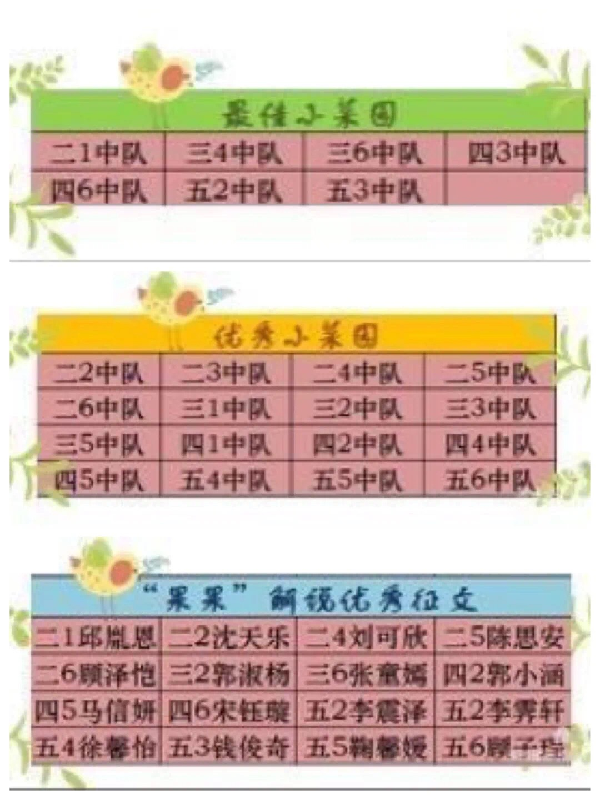 最佳小菜园
二1中队 三4中队 三6中队 四3中队
四6中队 五2中队 五3中队
优秀小菜园
二2中队 二3中队 二4中队 二5中队
二6中队 三1中队 三2中队 三3中队
三5中队 四1中队 四2中队 四4中队
四5中队 五4中队 五5中队 五6中队
“果果”解说优秀征文
二1邱胤恩 二2沈天乐 二4刘可欣 二5陈思安
二6顾泽恺 三2郭淑杨 三6张童嫣 四2郭小涵
四5马信妍 四6宋钰璇 五2李震泽 五2李霁轩
五4徐馨怡 五3钱俊奇 五5鞠馨媛 五6顾子瑞